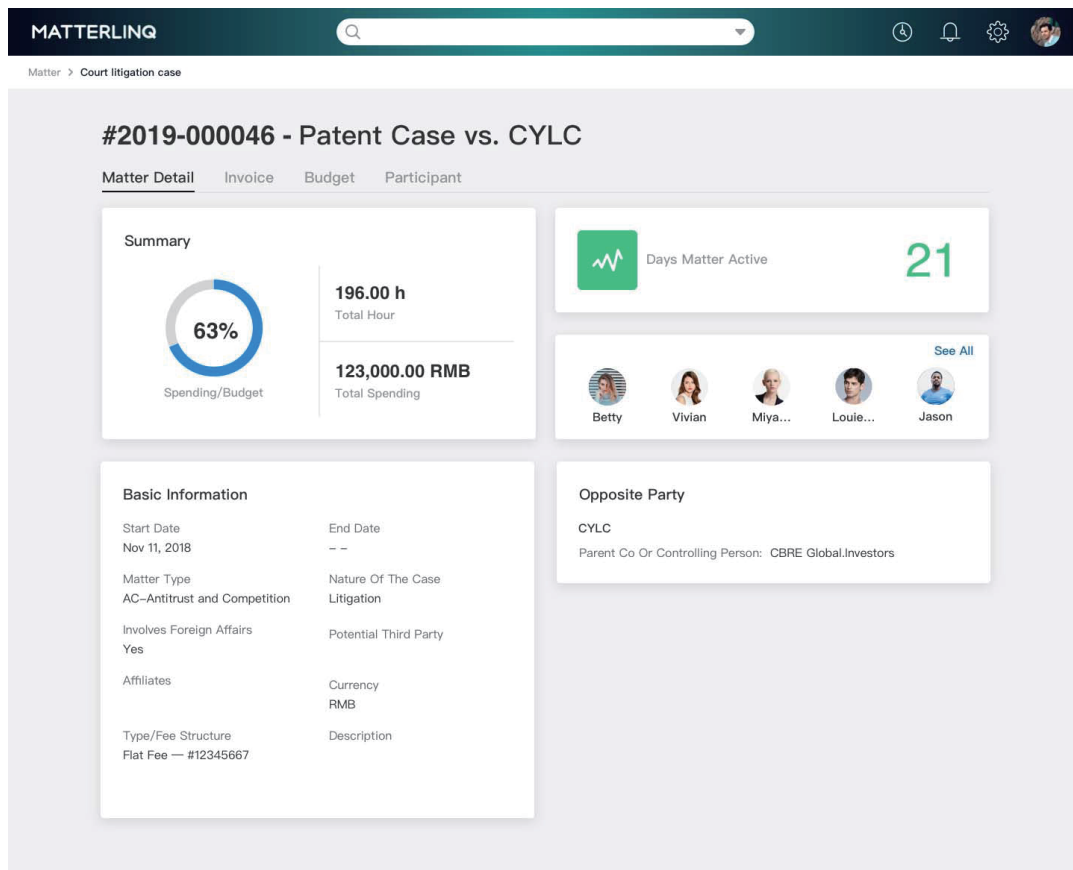 MATTERLINQ
Matter > Court litigation case
#2019-000046 - Patent Case vs. CYLC
Matter Detail Invoice Budget Participant
Summary
63%
Spending/Budget
196.00 h
Total Hour
123,000.00 RMB
Total Spending
Days Matter Active
21
See All
Betty Vivian Miya... Louie... Jason
Basic Information
Start Date End Date
Nov 11, 2018 – –
Matter Type Nature Of The Case
AC–Antitrust and Competition Litigation
Involves Foreign Affairs Potential Third Party
Yes
Affiliates Currency
RMB
Type/Fee Structure Description
Flat Fee — #12345667
Opposite Party
CYLC
Parent Co Or Controlling Person: CBRE Global.Investors